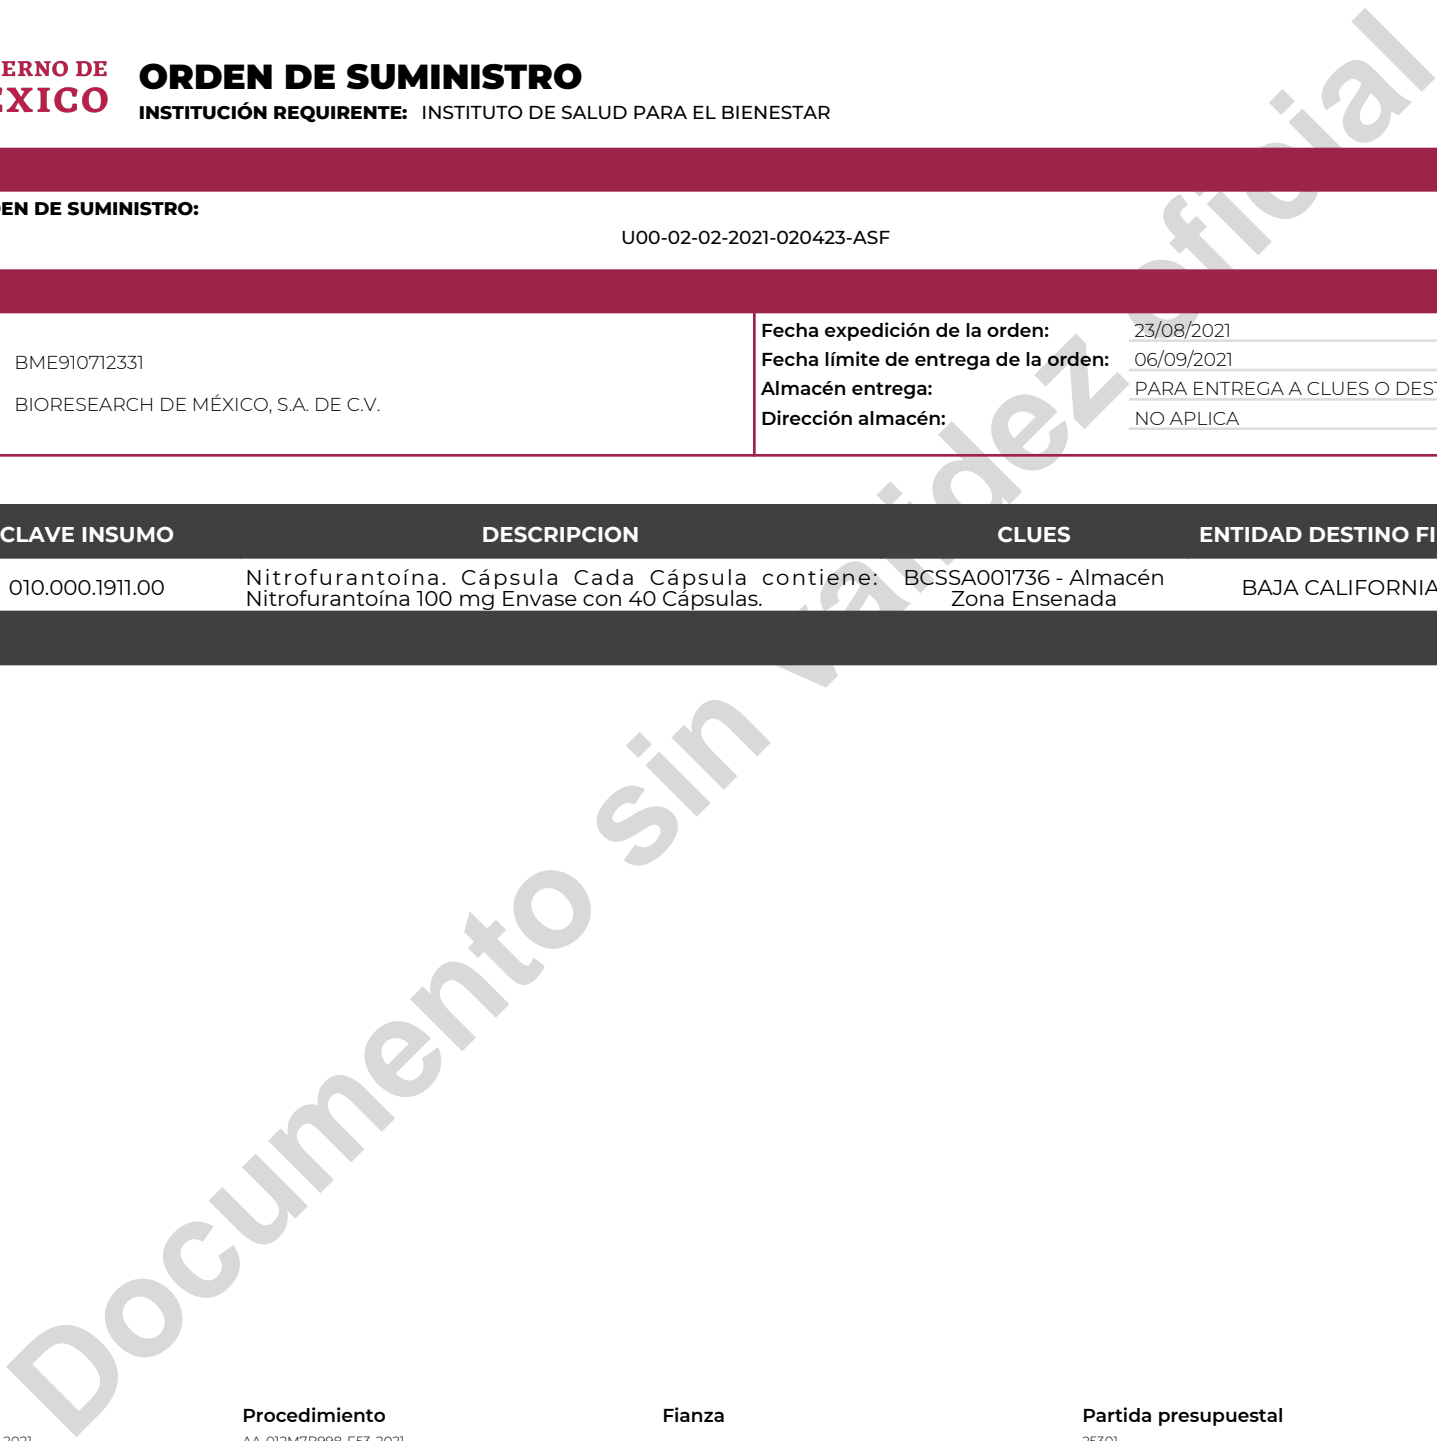 ERNO DE
ÉXICO
ORDEN DE SUMINISTRO
INSTITUCIÓN REQUIRENTE: INSTITUTO DE SALUD PARA EL BIENESTAR
EN DE SUMINISTRO:
U00-02-02-2021-020423-ASF
BME910712331
BIORESEARCH DE MÉXICO, S.A. DE C.V.
Fecha expedición de la orden: 23/08/2021
Fecha límite de entrega de la orden: 06/09/2021
Almacén entrega: PARA ENTREGA A CLUES O DES
Dirección almacén: NO APLICA
CLAVE INSUMO DESCRIPCION CLUES ENTIDAD DESTINO FI
010.000.1911.00 Nitrofurantoína. Cápsula Cada Cápsula contiene: BCSSA001736 - Almacén BAJA CALIFORNIA
Nitrofurantoína 100 mg Envase con 40 Cápsulas. Zona Ensenada
Documento sin validez oficial
Procedimiento Fianza Partida presupuestal